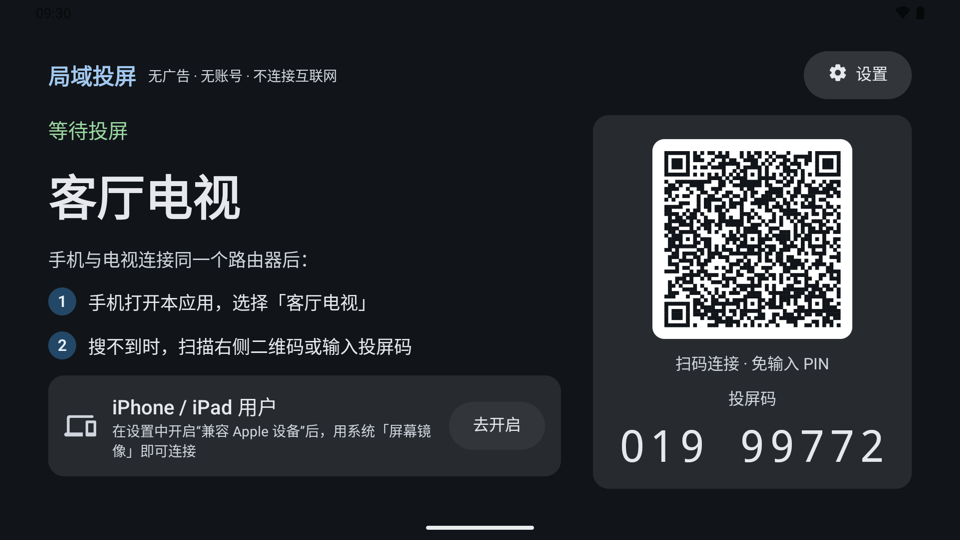 09:30
局域投屏
无广告 · 无账号 · 不连接互联网
设置
等待投屏
客厅电视
手机与电视连接同一个路由器后：
1 手机打开本应用，选择「客厅电视」
2 搜不到时，扫描右侧二维码或输入投屏码
iPhone / iPad 用户
在设置中开启“兼容 Apple 设备”后，用系统「屏幕镜
像」即可连接
去开启
扫码连接 · 免输入 PIN
投屏码
019 99772